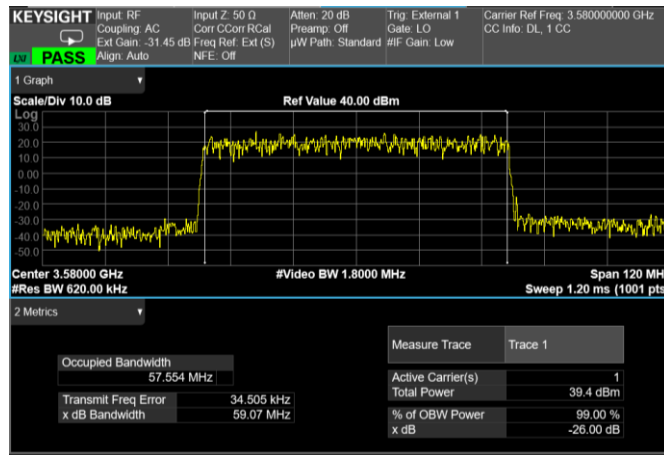 KEYSIGHT Input: RF Input Z: 50 Ω Atten: 20 dB Trig: External 1 Carrier Ref Freq: 3.580000000 GHz
Coupling: AC Corr CCorr RCal Preamp: Off Gate: LO CC Info: DL, 1 CC
Ext Gain: -31.45 dB Freq Ref: Ext (S) µW Path: Standard #IF Gain: Low
LXI PASS Align: Auto NFE: Off
1 Graph
Scale/Div 10.0 dB Ref Value 40.00 dBm
Log
30.0
20.0
10.0
0.00
-10.0
-20.0
-30.0
-40.0
-50.0
Center 3.58000 GHz #Video BW 1.8000 MHz Span 120 MH
#Res BW 620.00 kHz Sweep 1.20 ms (1001 pts
2 Metrics
Measure Trace Trace 1
Occupied Bandwidth
57.554 MHz
Active Carrier(s) 1
Total Power 39.4 dBm
Transmit Freq Error 34.505 kHz
x dB Bandwidth 59.07 MHz
% of OBW Power 99.00 %
x dB -26.00 dB